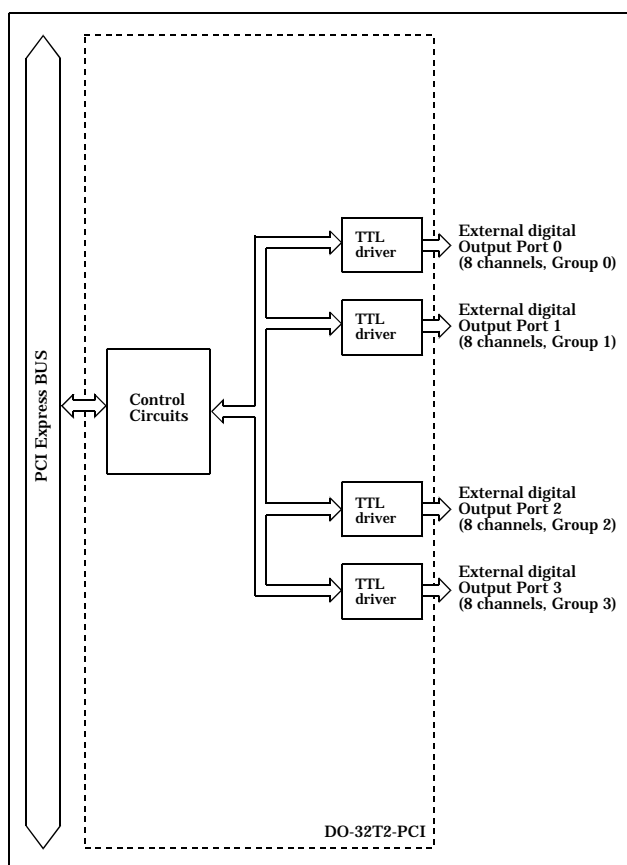 PCI Express BUS
Control
Circuits
TTL
driver
External digital
Output Port 0
(8 channels, Group 0)
TTL
driver
External digital
Output Port 1
(8 channels, Group 1)
TTL
driver
External digital
Output Port 2
(8 channels, Group 2)
TTL
driver
External digital
Output Port 3
(8 channels, Group 3)
DO-32T2-PCI